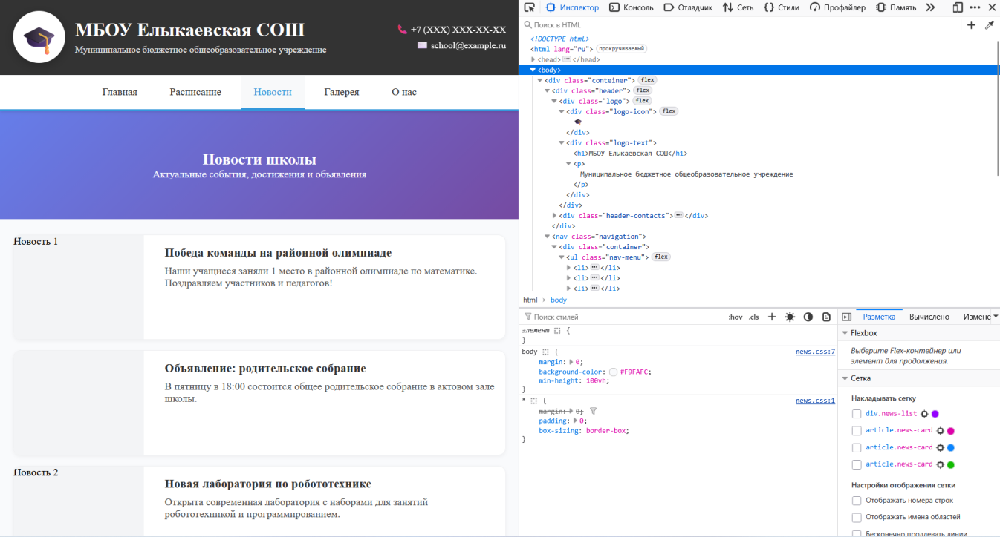 МБОУ Елыкаевская СОШ
Муниципальное бюджетное общеобразовательное учреждение
+7 (XXX) XXX-XX-XX
school@example.ru
Главная Расписание Новости Галерея О нас
Новости школы
Актуальные события, достижения и объявления
Новость 1
Победа команды на районной олимпиаде
Наши учащиеся заняли 1 место в районной олимпиаде по математике.
Поздравляем участников и педагогов!
Объявление: родительское собрание
В пятницу в 18:00 состоится общее родительское собрание в актовом зале
школы.
Новость 2
Новая лаборатория по робототехнике
Открыта современная лаборатория с наборами для занятий
робототехникой и программированием.
Инспектор Консоль Отладчик Сеть Стили Профайлер Память
Поиск в HTML
<!DOCTYPE html>
<html lang="ru"> прокручиваемый
<head> ••• </head>
<body>
<div class="conteiner"> flex
<div class="header"> flex
<div class="logo"> flex
<div class="logo-icon"> flex
</div>
<div class="logo-text">
<h1>МБОУ Елыкаевская СОШ</h1>
<p>
Муниципальное бюджетное общеобразовательное учреждение
</p>
</div>
</div>
<div class="header-contacts"> ••• </div>
</div>
<nav class="navigation">
<div class="container">
<ul class="nav-menu"> flex
<li> ••• </li>
<li> ••• </li>
<li> ••• </li>
html > body
Поиск стилей :hov .cls
элемент {
}
body { news.css:7
margin: 0;
background-color: #F9FAFC;
min-height: 100vh;
}
* { news.css:1
margin: 0;
padding: 0;
box-sizing: border-box;
}
Разметка Вычислено Измене
Flexbox
Выберите Flex-контейнер или
элемент для продолжения.
Сетка
Накладывать сетку
div.news-list
article.news-card
article.news-card
article.news-card
Настройки отображения сетки
Отображать номера строк
Отображать имена областей
Бесконечно продлевать линии